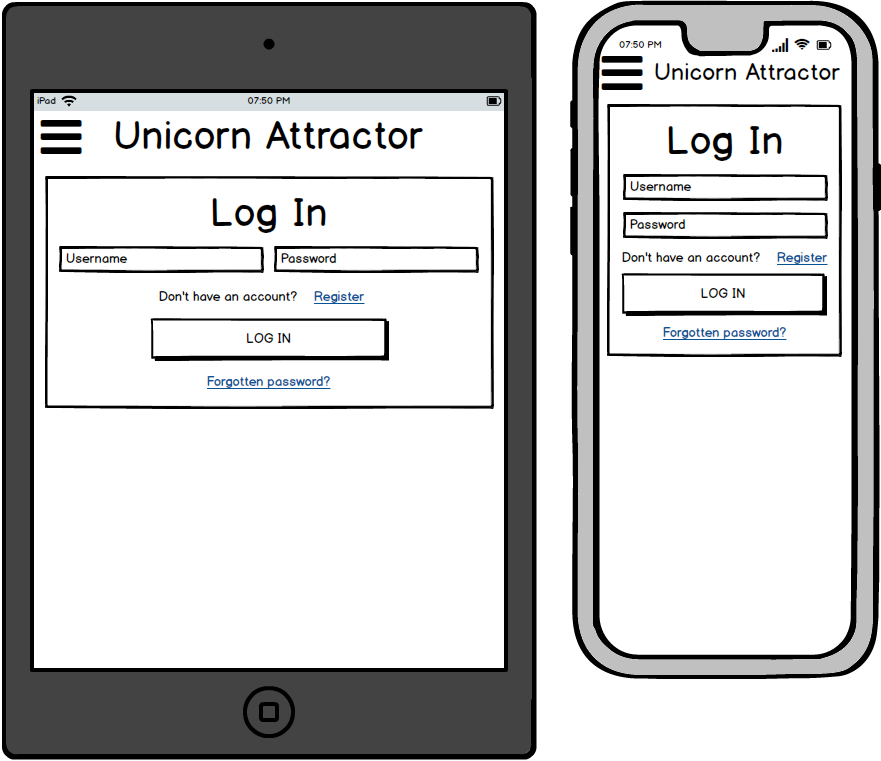 iPad 07:50 PM
Unicorn Attractor
Log In
Username Password
Don't have an account? Register
LOG IN
Forgotten password?
07:50 PM
Unicorn Attractor
Log In
Username
Password
Don't have an account? Register
LOG IN
Forgotten password?